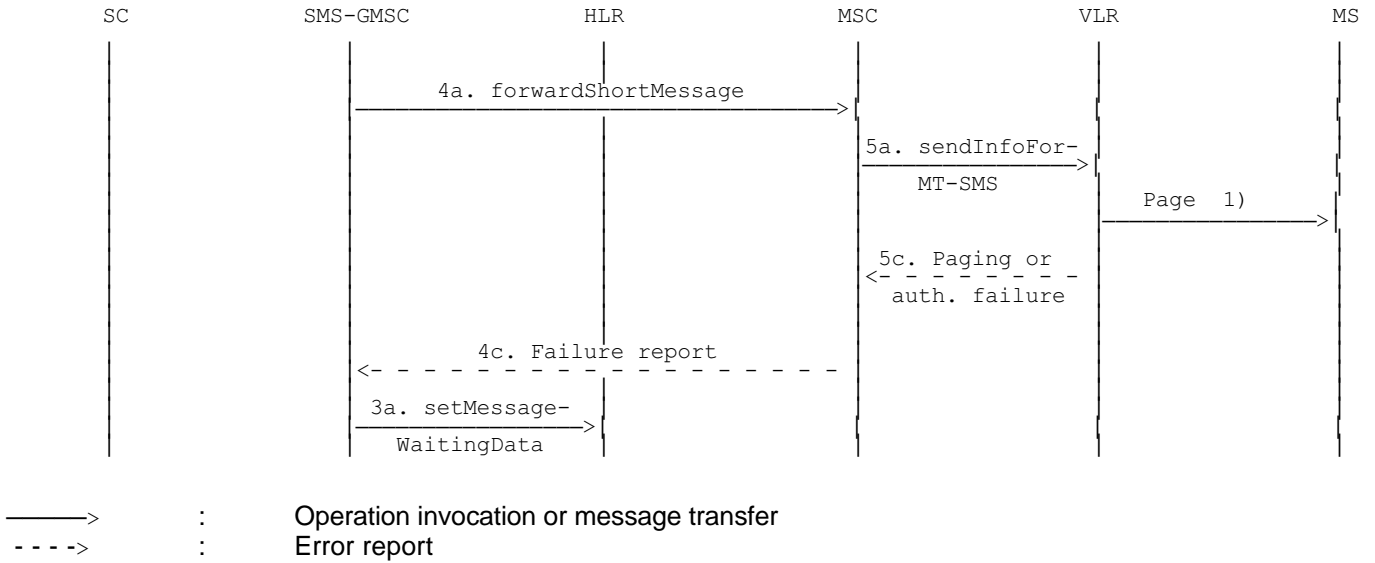 SC SMS-GMSC HLR MSC VLR MS
4a. forwardShortMessage
5a. sendInfoFor-
MT-SMS
Page 1)
5c. Paging or
auth. failure
4c. Failure report
3a. setMessage-
WaitingData
: Operation invocation or message transfer
: Error report